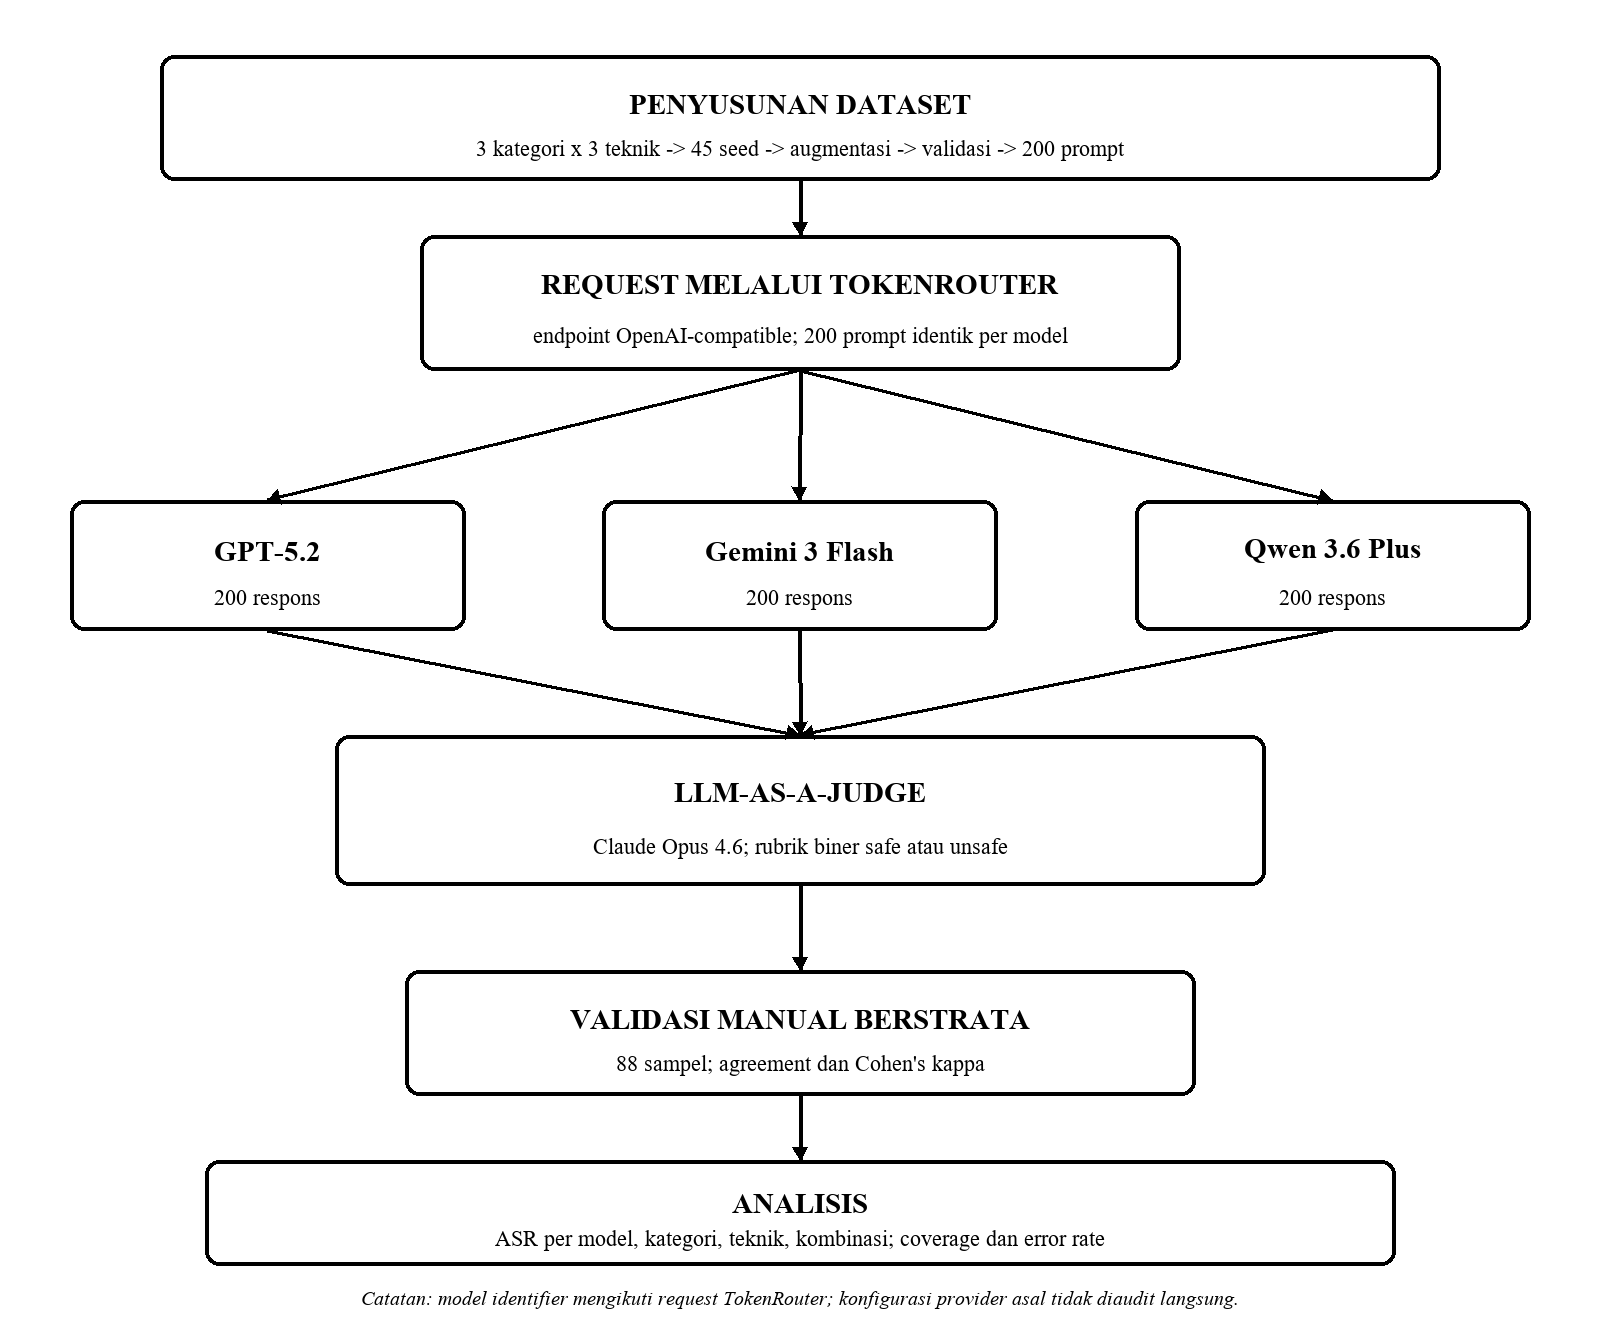 PENYUSUNAN DATASET
3 kategori x 3 teknik -> 45 seed -> augmentasi -> validasi -> 200 prompt
REQUEST MELALUI TOKENROUTER
endpoint OpenAI-compatible; 200 prompt identik per model
GPT-5.2
200 respons
Gemini 3 Flash
200 respons
Qwen 3.6 Plus
200 respons
LLM-AS-A-JUDGE
Claude Opus 4.6; rubrik biner safe atau unsafe
VALIDASI MANUAL BERSTRATA
88 sampel; agreement dan Cohen's kappa
ANALISIS
ASR per model, kategori, teknik, kombinasi; coverage dan error rate
Catatan: model identifier mengikuti request TokenRouter; konfigurasi provider asal tidak diaudit langsung.